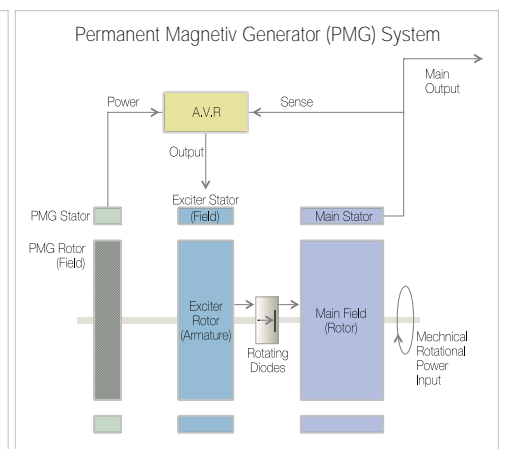 Permanent Magnetiv Generator (PMG) System
Main
Output
Power
Sense
A.V.R
Output
Exciter Stator
(Field)
PMG Stator
Main Stator
PMG Rotor
(Field)
Exciter
Rotor
(Armature)
Main Field
(Rotor)
Rotating
Diodes
Mechnical
Rotational
Power
Input